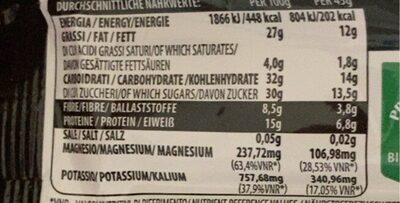 DURCHSCHNITTLICHE NÄHRWERTE: PER 100g PER 45g
ENERGIA / ENERGY/ENERGIE 1866 kJ/448 kcal 804 kJ/202 kcal
GRASSI / FAT / FETT 27g 12g
DI CUI ACIDI GRASSI SATURI/OF WHICH SATURATES/
DAVON GESÄTTIGTE FETTSÄUREN 4,0g 1,8g
CARBOIDRATI / CARBOHYDRATE /KOHLENHYDRATE 32g 14g
DI CUI ZUCCHERI/OF WHICH SUGARS/DAVON ZUCKER 30g 13,5g
FIBRE/FIBRE/ BALLASTSTOFFE 8,5g 3,8g
PROTEINE / PROTEIN / EIWEIß 15g 6,8g
SALE / SALT / SALZ 0,05g 0,02g
MAGNESIO/MAGNESIUM/ MAGNESIUM 237,72mg 106,98mg
(63,4%VNR*) (28,53% VNR*)
POTASSIO/POTASSIUM/KALIUM 757,68mg 340,96mg
(37,9%VNR*) (17,05% VNR*)